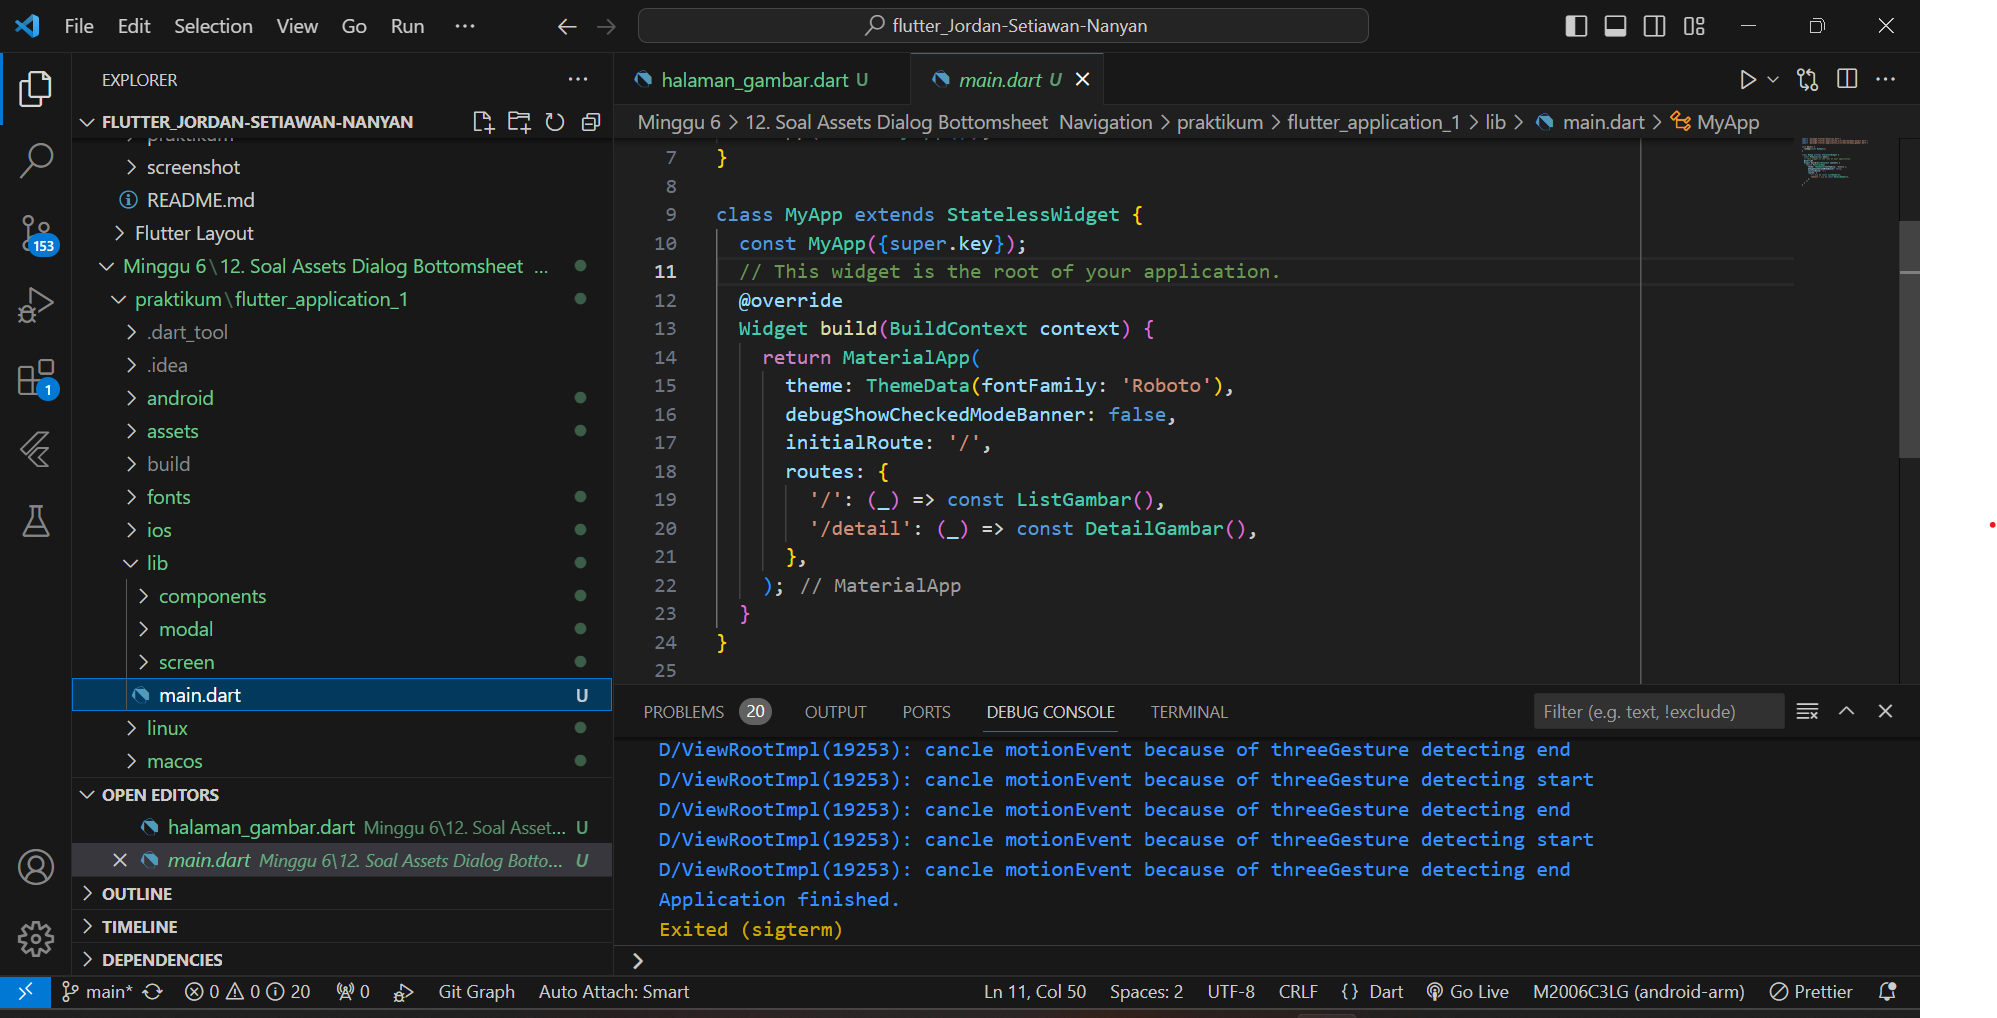 File Edit Selection View Go Run ···
flutter_Jordan-Setiawan-Nanyan
EXPLORER
FLUTTER_JORDAN-SETIAWAN-NANYAN
praktikum
screenshot
README.md
Flutter Layout
Minggu 6\12. Soal Assets Dialog Bottomsheet ...
praktikum\flutter_application_1
.dart_tool
.idea
android
assets
build
fonts
ios
lib
components
modal
screen
main.dart U
linux
macos
OPEN EDITORS
halaman_gambar.dart Minggu 6\12. Soal Asset... U
main.dart Minggu 6\12. Soal Assets Dialog Botto... U
OUTLINE
TIMELINE
DEPENDENCIES
153
1
halaman_gambar.dart U
main.dart U
Minggu 6 > 12. Soal Assets Dialog Bottomsheet Navigation > praktikum > flutter_application_1 > lib > main.dart > MyApp
7 }
8
9 class MyApp extends StatelessWidget {
10 const MyApp({super.key});
11 // This widget is the root of your application.
12 @override
13 Widget build(BuildContext context) {
14 return MaterialApp(
15 theme: ThemeData(fontFamily: 'Roboto'),
16 debugShowCheckedModeBanner: false,
17 initialRoute: '/',
18 routes: {
19 '/': (_) => const ListGambar(),
20 '/detail': (_) => const DetailGambar(),
21 },
22 ); // MaterialApp
23 }
24 }
25
PROBLEMS 20 OUTPUT PORTS DEBUG CONSOLE TERMINAL
Filter (e.g. text, !exclude)
D/ViewRootImpl(19253): cancle motionEvent because of threeGesture detecting end
D/ViewRootImpl(19253): cancle motionEvent because of threeGesture detecting start
D/ViewRootImpl(19253): cancle motionEvent because of threeGesture detecting end
D/ViewRootImpl(19253): cancle motionEvent because of threeGesture detecting start
D/ViewRootImpl(19253): cancle motionEvent because of threeGesture detecting end
Application finished.
Exited (sigterm)
>
main* 0 0 20 0 Git Graph Auto Attach: Smart Ln 11, Col 50 Spaces: 2 UTF-8 CRLF {} Dart Go Live M2006C3LG (android-arm) Prettier